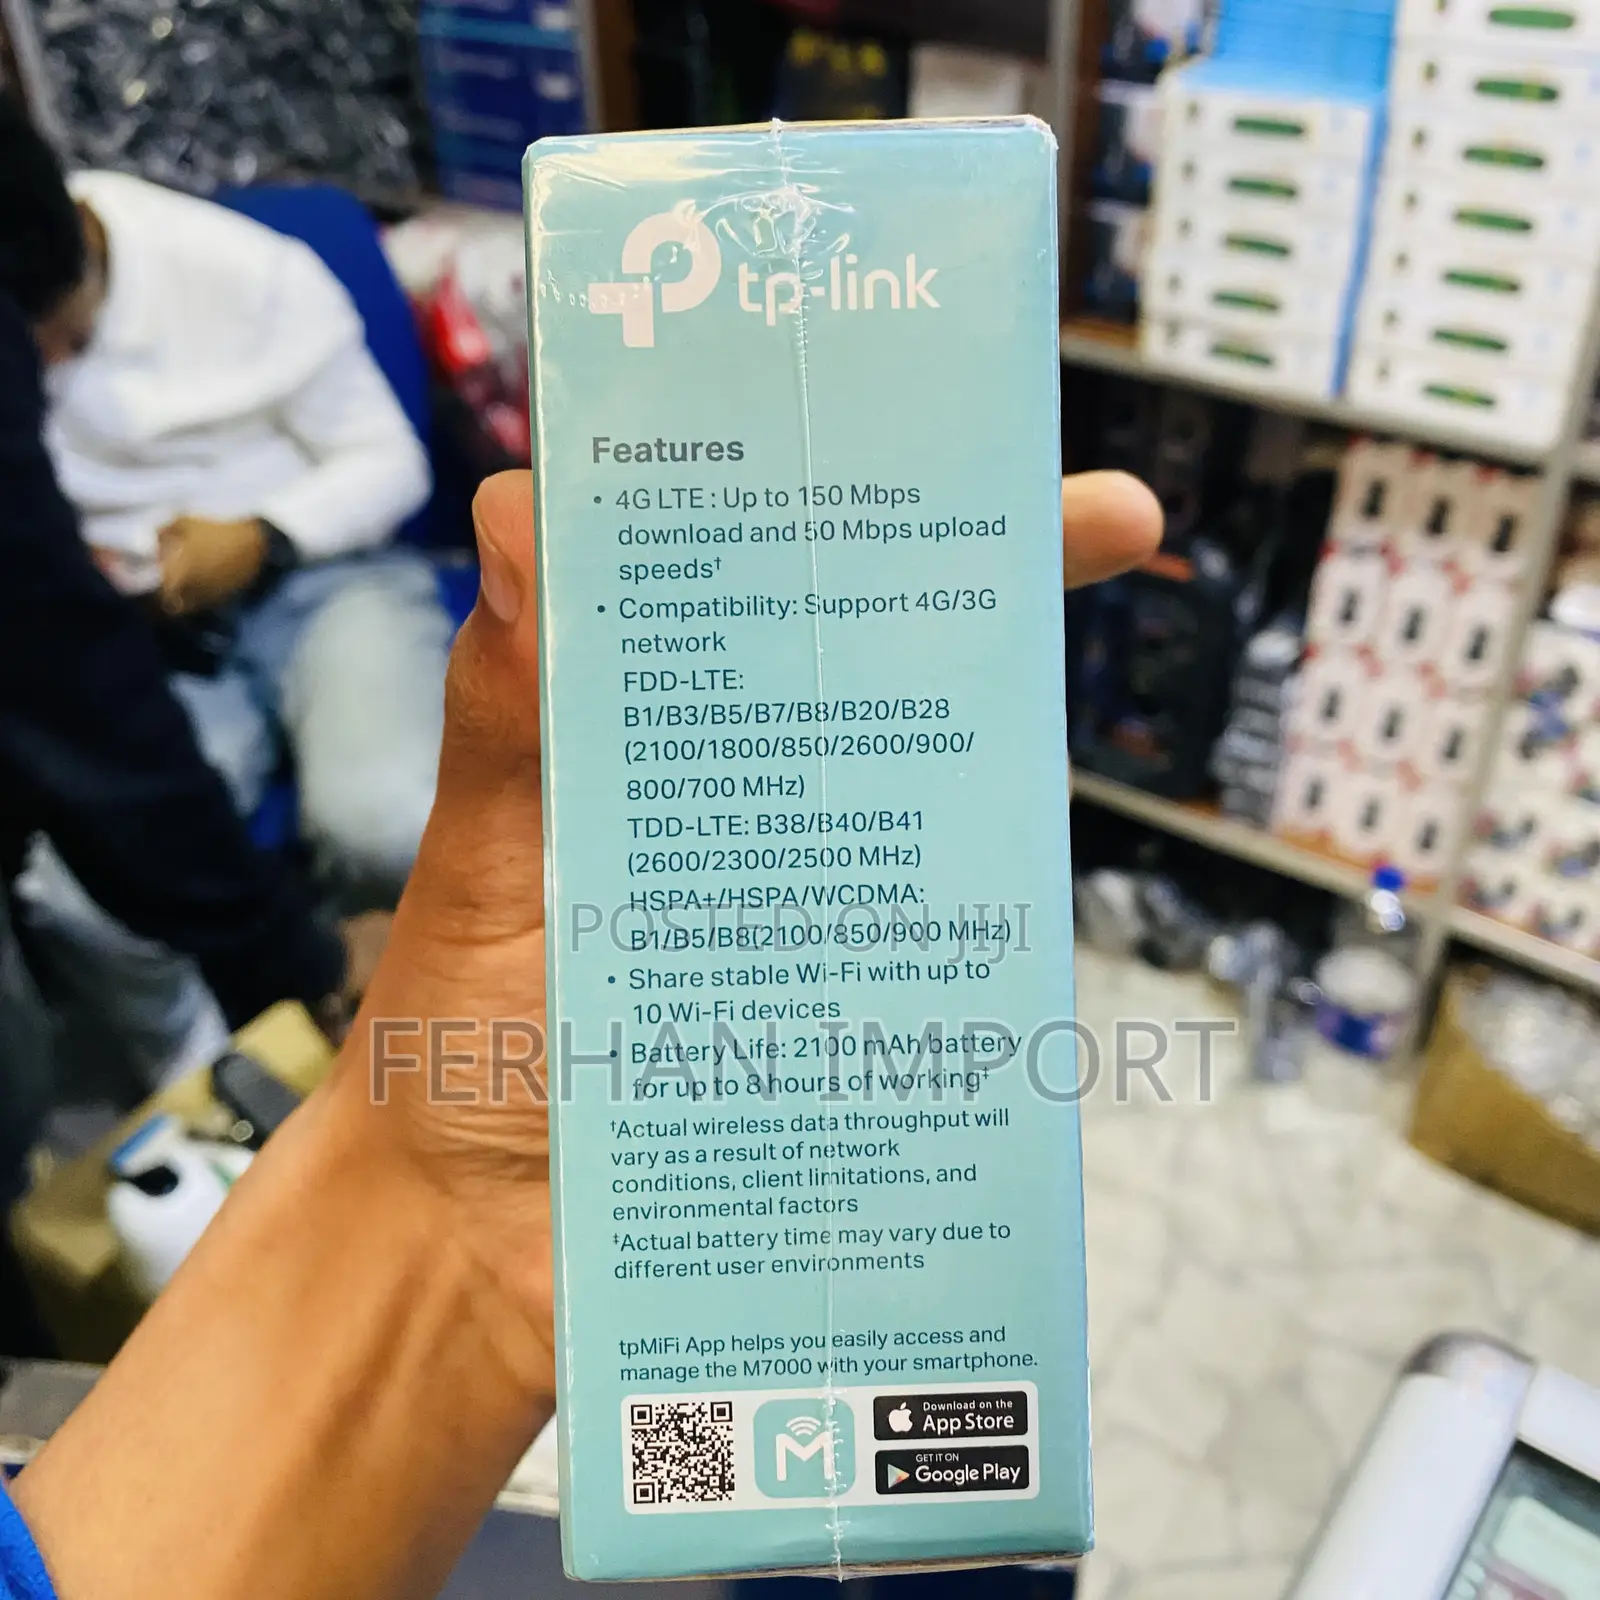 tp-link
Features
• 4G LTE : Up to 150 Mbps
download and 50 Mbps upload
speeds†
• Compatibility: Support 4G/3G
network
FDD-LTE:
B1/B3/B5/B7/B8/B20/B28
(2100/1800/850/2600/900/
800/700 MHz)
TDD-LTE: B38/B40/B41
(2600/2300/2500 MHz)
HSPA+/HSPA/WCDMA:
POSTED ON JIJI
B1/B5/B8(2100/850/900 MHz)
• Share stable Wi-Fi with up to
10 Wi-Fi devices
FERHAN IMPORT
• Battery Life: 2100 mAh battery
for up to 8 hours of working‡
†Actual wireless data throughput will
vary as a result of network
conditions, client limitations, and
environmental factors
‡Actual battery time may vary due to
different user environments
tpMiFi App helps you easily access and
manage the M7000 with your smartphone.
M
Download on the
App Store
GET IT ON
Google Play